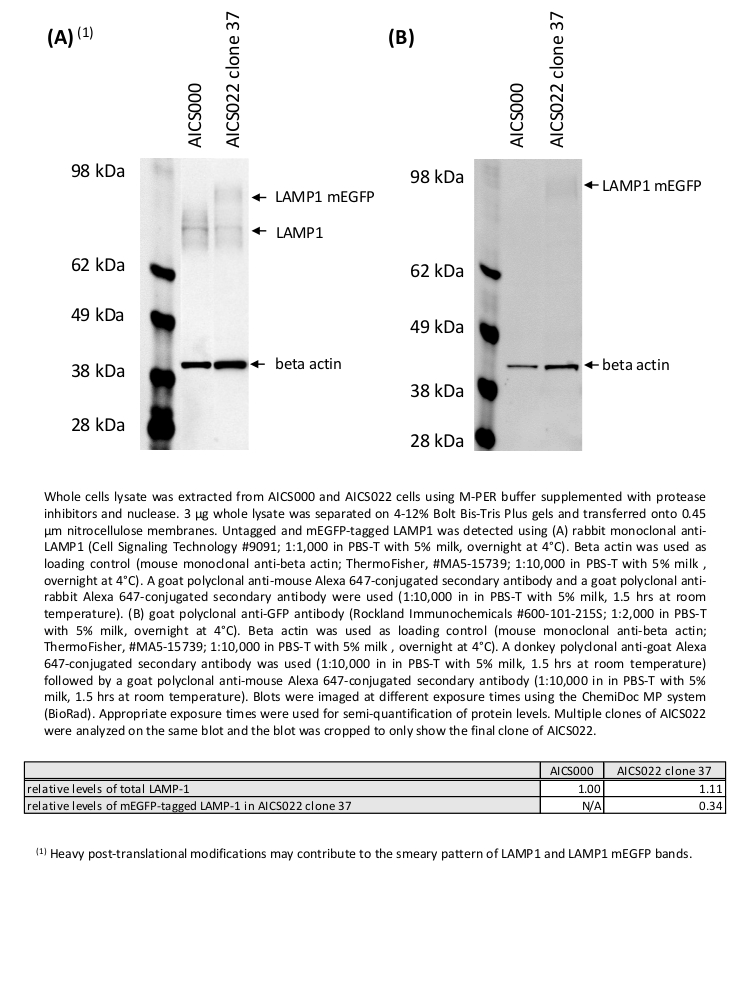 (A) (1)
AICS000
AICS022 clone 37
98 kDa
62 kDa
49 kDa
38 kDa
28 kDa
LAMP1 mEGFP
LAMP1
beta actin
(B)
AICS000
AICS022 clone 37
98 kDa
62 kDa
49 kDa
38 kDa
28 kDa
LAMP1 mEGFP
beta actin
Whole cells lysate was extracted from AICS000 and AICS022 cells using M-PER buffer supplemented with protease
inhibitors and nuclease. 3 µg whole lysate was separated on 4-12% Bolt Bis-Tris Plus gels and transferred onto 0.45
µm nitrocellulose membranes. Untagged and mEGFP-tagged LAMP1 was detected using (A) rabbit monoclonal anti-
LAMP1 (Cell Signaling Technology #9091; 1:1,000 in PBS-T with 5% milk, overnight at 4°C). Beta actin was used as
loading control (mouse monoclonal anti-beta actin; ThermoFisher, #MA5-15739; 1:10,000 in PBS-T with 5% milk ,
overnight at 4°C). A goat polyclonal anti-mouse Alexa 647-conjugated secondary antibody and a goat polyclonal anti-
rabbit Alexa 647-conjugated secondary antibody were used (1:10,000 in in PBS-T with 5% milk, 1.5 hrs at room
temperature). (B) goat polyclonal anti-GFP antibody (Rockland Immunochemicals #600-101-215S; 1:2,000 in PBS-T
with 5% milk, overnight at 4°C). Beta actin was used as loading control (mouse monoclonal anti-beta actin;
ThermoFisher, #MA5-15739; 1:10,000 in PBS-T with 5% milk , overnight at 4°C). A donkey polyclonal anti-goat Alexa
647-conjugated secondary antibody was used (1:10,000 in in PBS-T with 5% milk, 1.5 hrs at room temperature)
followed by a goat polyclonal anti-mouse Alexa 647-conjugated secondary antibody (1:10,000 in in PBS-T with 5%
milk, 1.5 hrs at room temperature). Blots were imaged at different exposure times using the ChemiDoc MP system
(BioRad). Appropriate exposure times were used for semi-quantification of protein levels. Multiple clones of AICS022
were analyzed on the same blot and the blot was cropped to only show the final clone of AICS022.
AICS000 AICS022 clone 37
relative levels of total LAMP-1 1.00 1.11
relative levels of mEGFP-tagged LAMP-1 in AICS022 clone 37 N/A 0.34
(1) Heavy post-translational modifications may contribute to the smeary pattern of LAMP1 and LAMP1 mEGFP bands.